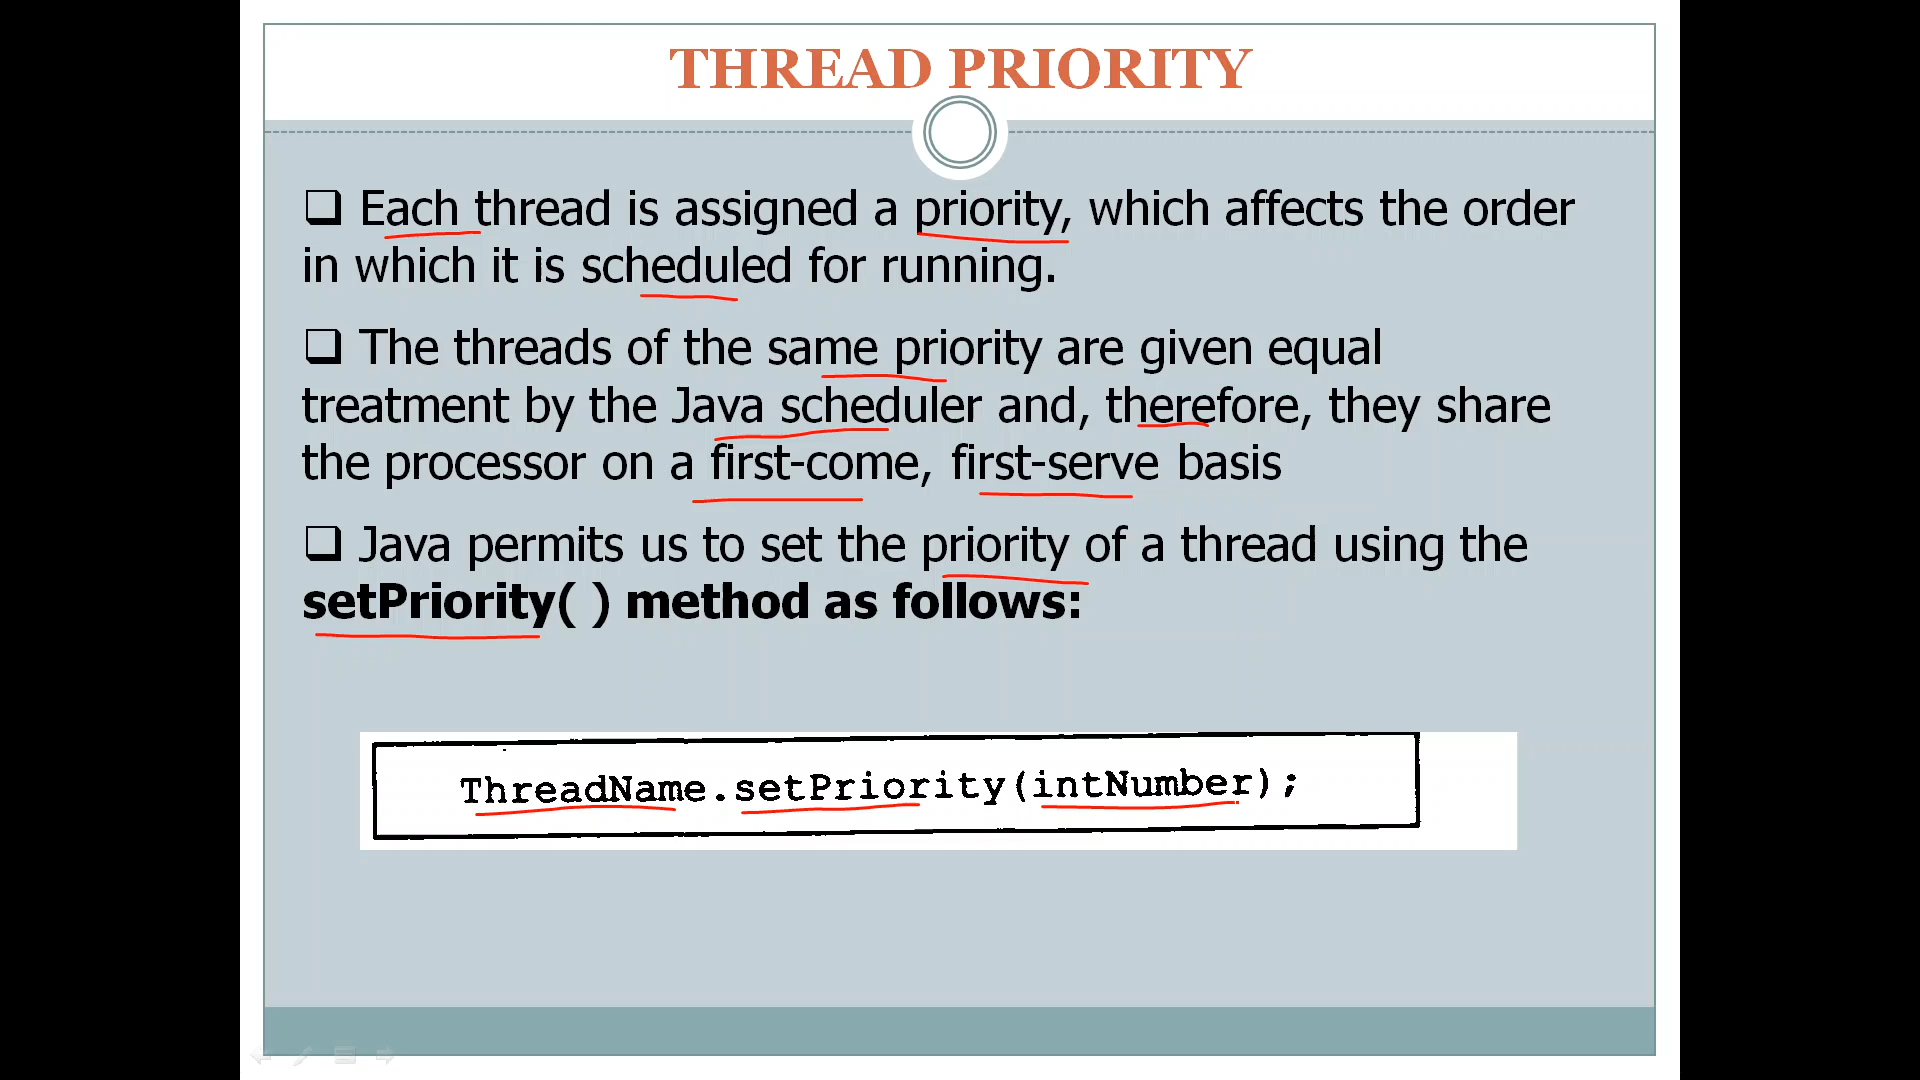 THREAD PRIORITY
❑ Each thread is assigned a priority, which affects the order
in which it is scheduled for running.
❑ The threads of the same priority are given equal
treatment by the Java scheduler and, therefore, they share
the processor on a first-come, first-serve basis
❑ Java permits us to set the priority of a thread using the
setPriority( ) method as follows:
ThreadName.setPriority(intNumber);